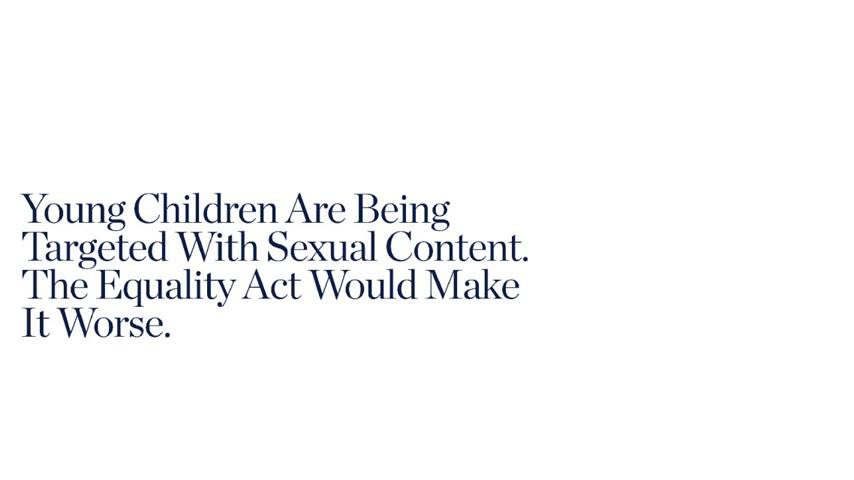 Young Children Are Being
Targeted With Sexual Content.
The Equality Act Would Make
It Worse.